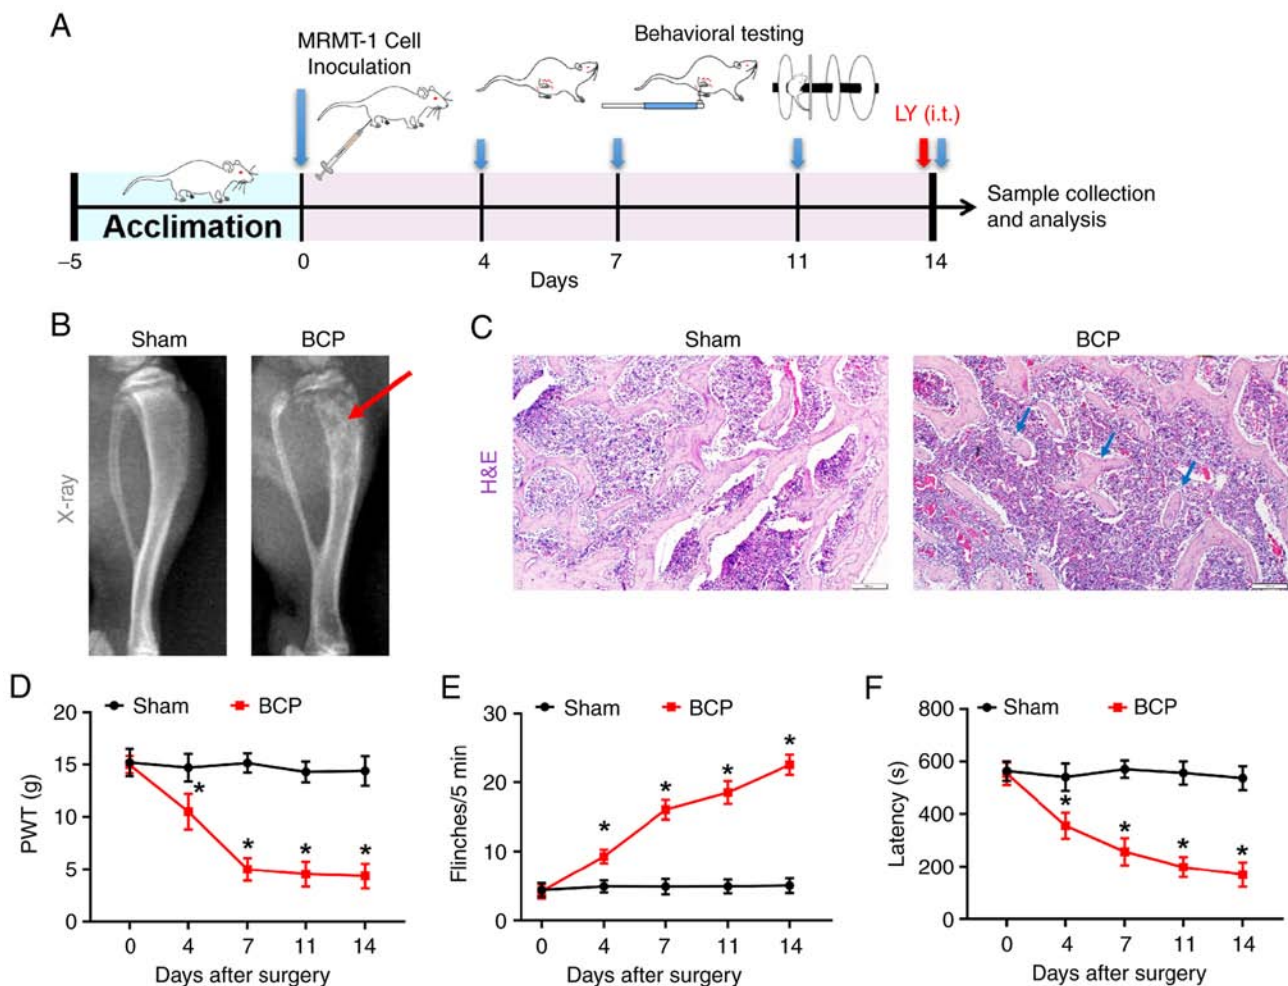 A
MRMT-1 Cell
Inoculation
Behavioral testing
LY (i.t.)
Acclimation
Sample collection
and analysis
–5
0
4
7
11
14
Days
B
Sham
BCP
X-ray
C
Sham
BCP
H&E
D
Sham
BCP
PWT (g)
20
15
10
5
0
*
*
*
*
0
4
7
11
14
Days after surgery
E
Sham
BCP
Flinches/5 min
30
20
10
0
*
*
*
*
0
4
7
11
14
Days after surgery
F
Sham
BCP
Latency (s)
800
600
400
200
0
*
*
*
*
0
4
7
11
14
Days after surgery